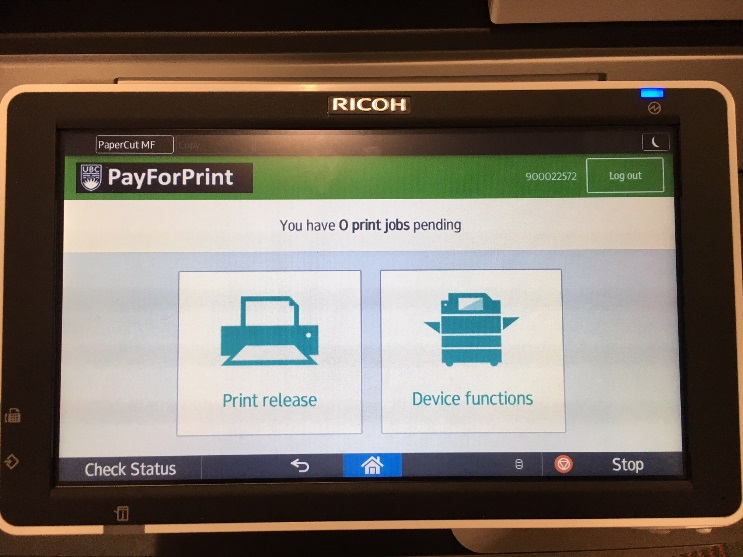 RICOH
PaperCut MF
Copy
UBC
PayForPrint
900022572
Log out
You have 0 print jobs pending
Print release
Device functions
Check Status
Stop